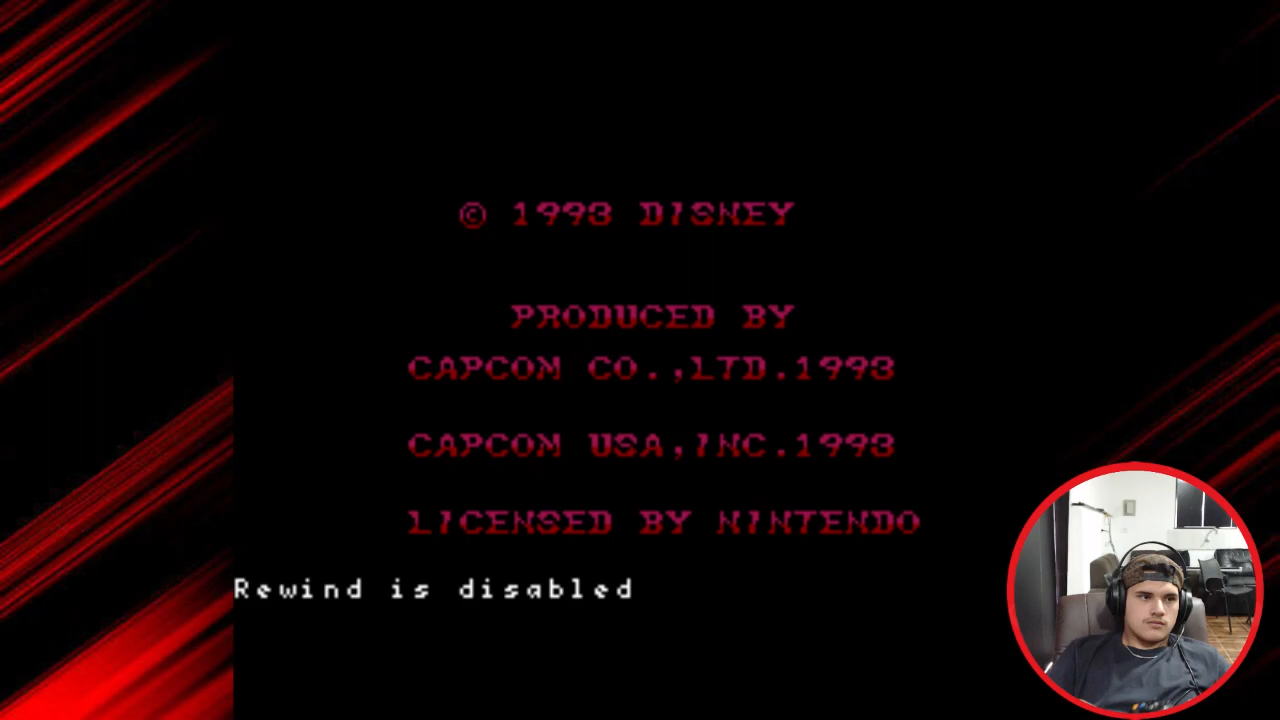 © 1993 DISNEY
PRODUCED BY
CAPCOM CO.,LTD.1993
CAPCOM USA,INC.1993
LICENSED BY NINTENDO
Rewind is disabled